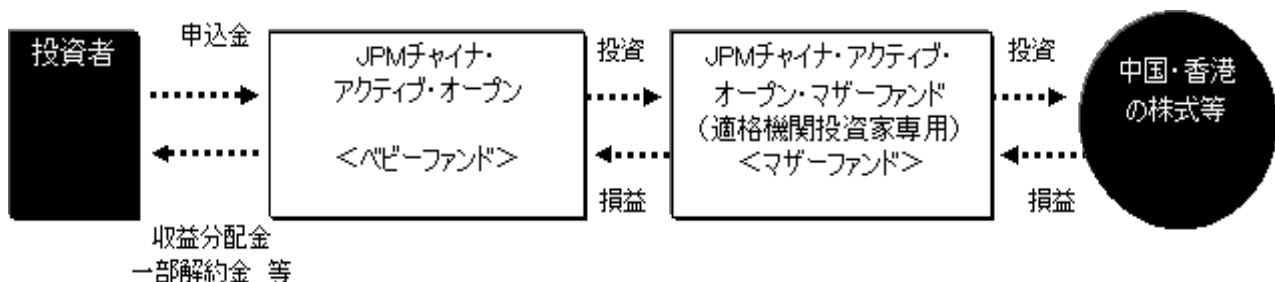 投資者
申込金
収益分配金
一部解約金 等
JPMチャイナ・
アクティブ・オープン
＜ベビーファンド＞
投資
損益
JPMチャイナ・アクティブ・
オープン・マザーファンド
（適格機関投資家専用）
＜マザーファンド＞
投資
損益
中国・香港
の株式等